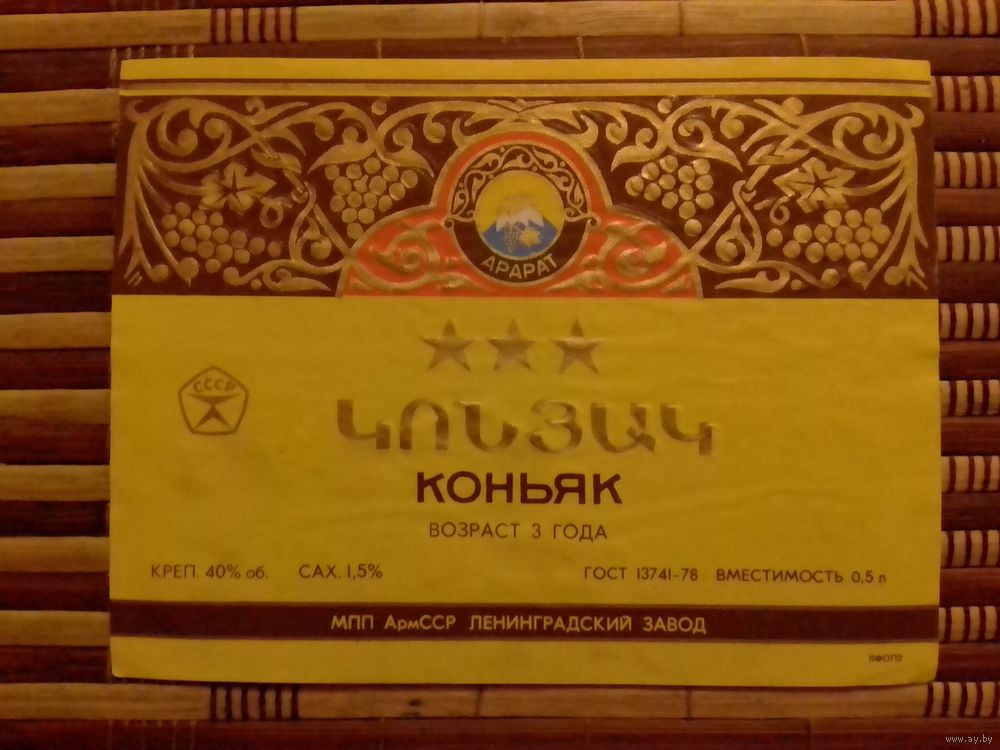 АРАРАТ
СССР
ԿՈՆՅԱԿ
КОНЬЯК
ВОЗРАСТ 3 ГОДА
КРЕП. 40% об. САХ. 1,5% ГОСТ 13741-78 ВМЕСТИМОСТЬ 0,5 л
МПП АрмССР ЛЕНИНГРАДСКИЙ ЗАВОД
ЛФОП2
www.ay.by